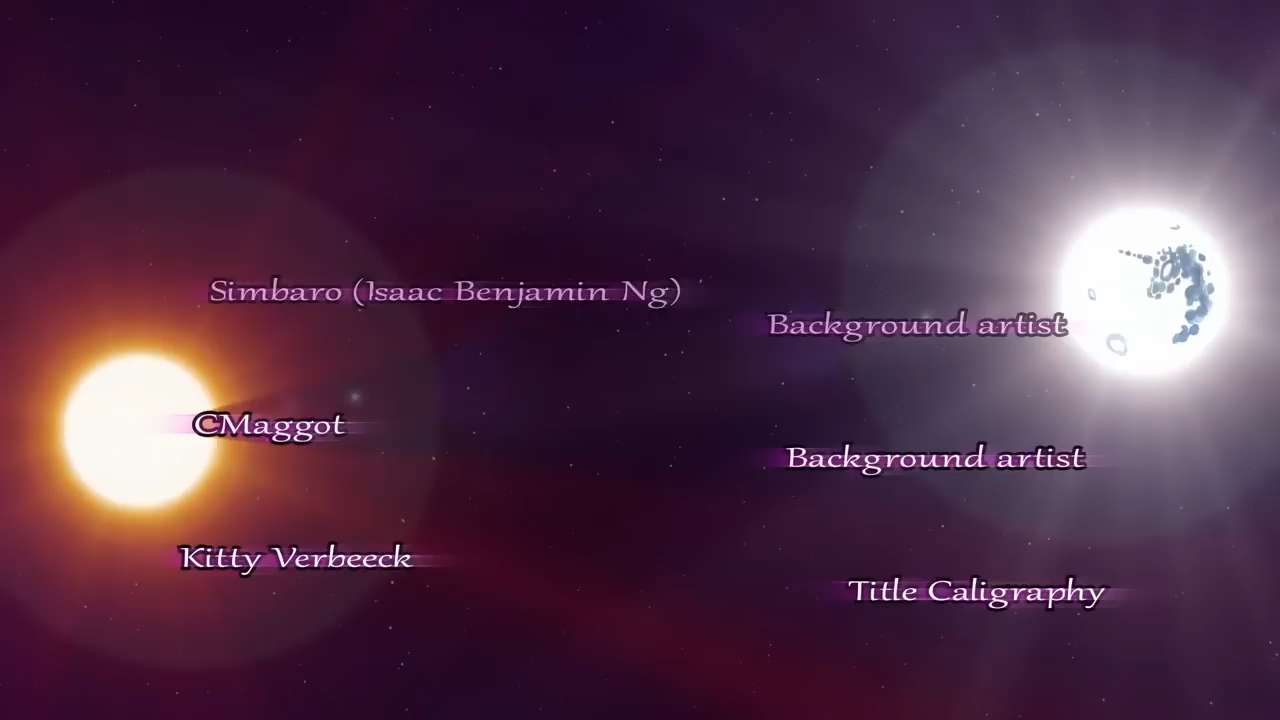 Simbaro (Isaac Benjamin Ng)
Background artist
CMaggot
Background artist
Kitty Verbeeck
Title Caligraphy